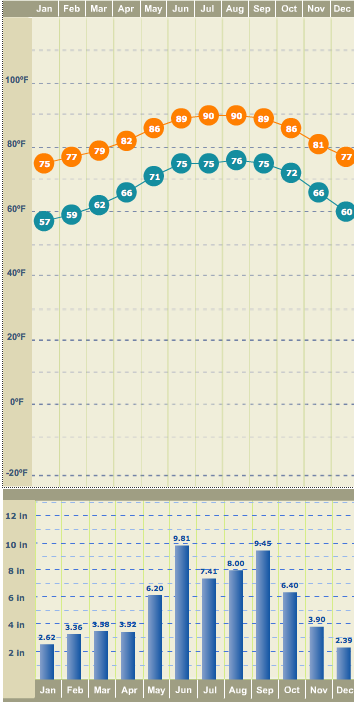 Jan Feb Mar Apr May Jun Jul Aug Sep Oct Nov Dec
100°F
80°F
60°F
40°F
20°F
0°F
-20°F
75 77 79 82 86 89 90 90 89 86 81 77
57 59 62 66 71 75 75 76 75 72 66 60
12 in
10 in
8 in
6 in
4 in
2 in
2.62 3.36 3.58 3.52 6.20 9.81 7.41 8.00 9.45 6.40 3.90 2.39
Jan Feb Mar Apr May Jun Jul Aug Sep Oct Nov Dec